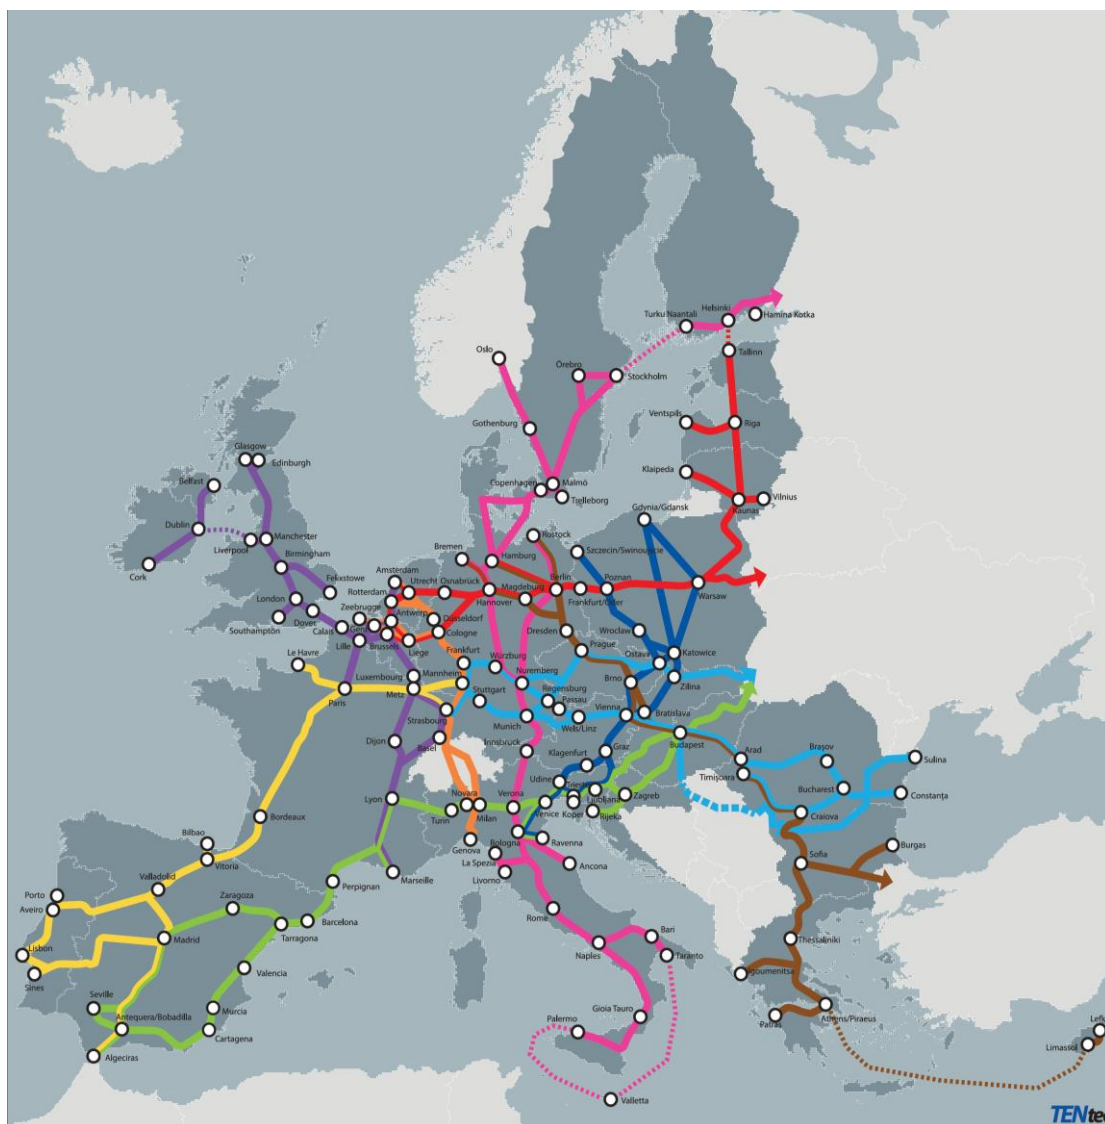 Helsinki
Turku Naantali
Hamina Kotka
Tallinn
Oslo
Örebro
Stockholm
Ventspils
Riga
Gothenburg
Glasgow
Edinburgh
Klaipeda
Belfast
Copenhagen
Malmö
Trelleborg
Vilnius
Kaunas
Gdynia/Gdansk
Dublin
Liverpool
Manchester
Rostock
Bremen
Hamburg
Szczecin/Swinoujscie
Birmingham
Cork
Amsterdam
Felixstowe
Rotterdam
Utrecht
Osnabrück
Magdeburg
Berlin
Poznan
Warsaw
London
Zeebrugge
Hannover
Frankfurt/Oder
Dover
Calais
Antwerp
Düsseldorf
Southampton
Lille
Brussels
Liège
Cologne
Dresden
Wroclaw
Prague
Katowice
Le Havre
Frankfurt
Würzburg
Ostava
Luxembourg
Mannheim
Nuremberg
Brno
Zilina
Paris
Metz
Stuttgart
Regensburg
Passau
Strasbourg
Vienna
Bratislava
Munich
Wels/Linz
Dijon
Basel
Innsbruck
Klagenfurt
Graz
Budapest
Arad
Braşov
Sulina
Timişoara
Udine
Lyon
Novara
Verona
Ljubljana
Zagreb
Bucharest
Constanţa
Turin
Milan
Venice
Koper
Rijeka
Craiova
Bordeaux
Bilbao
Genova
Bologna
Ravenna
Vitoria
La Spezia
Ancona
Sofia
Burgas
Marseille
Livorno
Valladolid
Perpignan
Porto
Zaragoza
Aveiro
Rome
Barcelona
Madrid
Tarragona
Bari
Thessaliniki
Lisbon
Naples
Taranto
Sines
Valencia
Igoumenitsa
Seville
Murcia
Gioia Tauro
Antequera/Bobadilla
Palermo
Patras
Athens/Piraeus
Cartagena
Limassol
Algeciras
Valletta